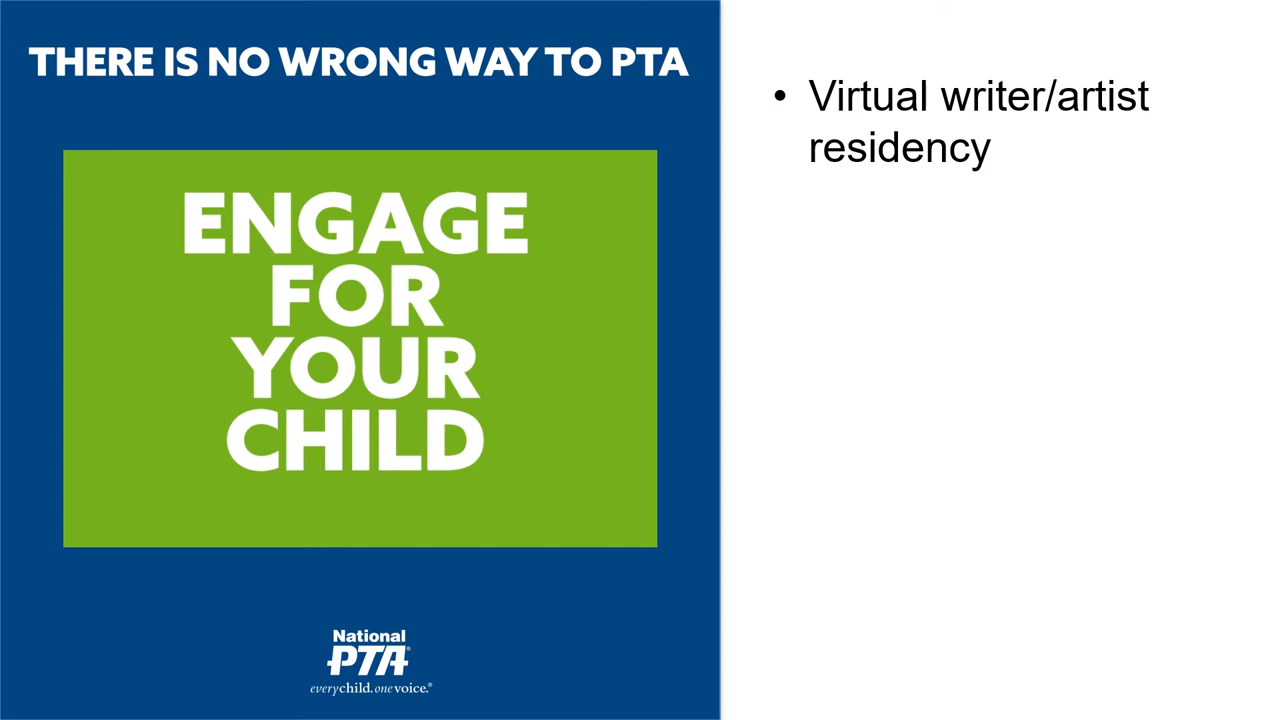 THERE IS NO WRONG WAY TO PTA
ENGAGE
FOR
YOUR
CHILD
National
PTA®
everychild.onevoice.®
• Virtual writer/artist
residency